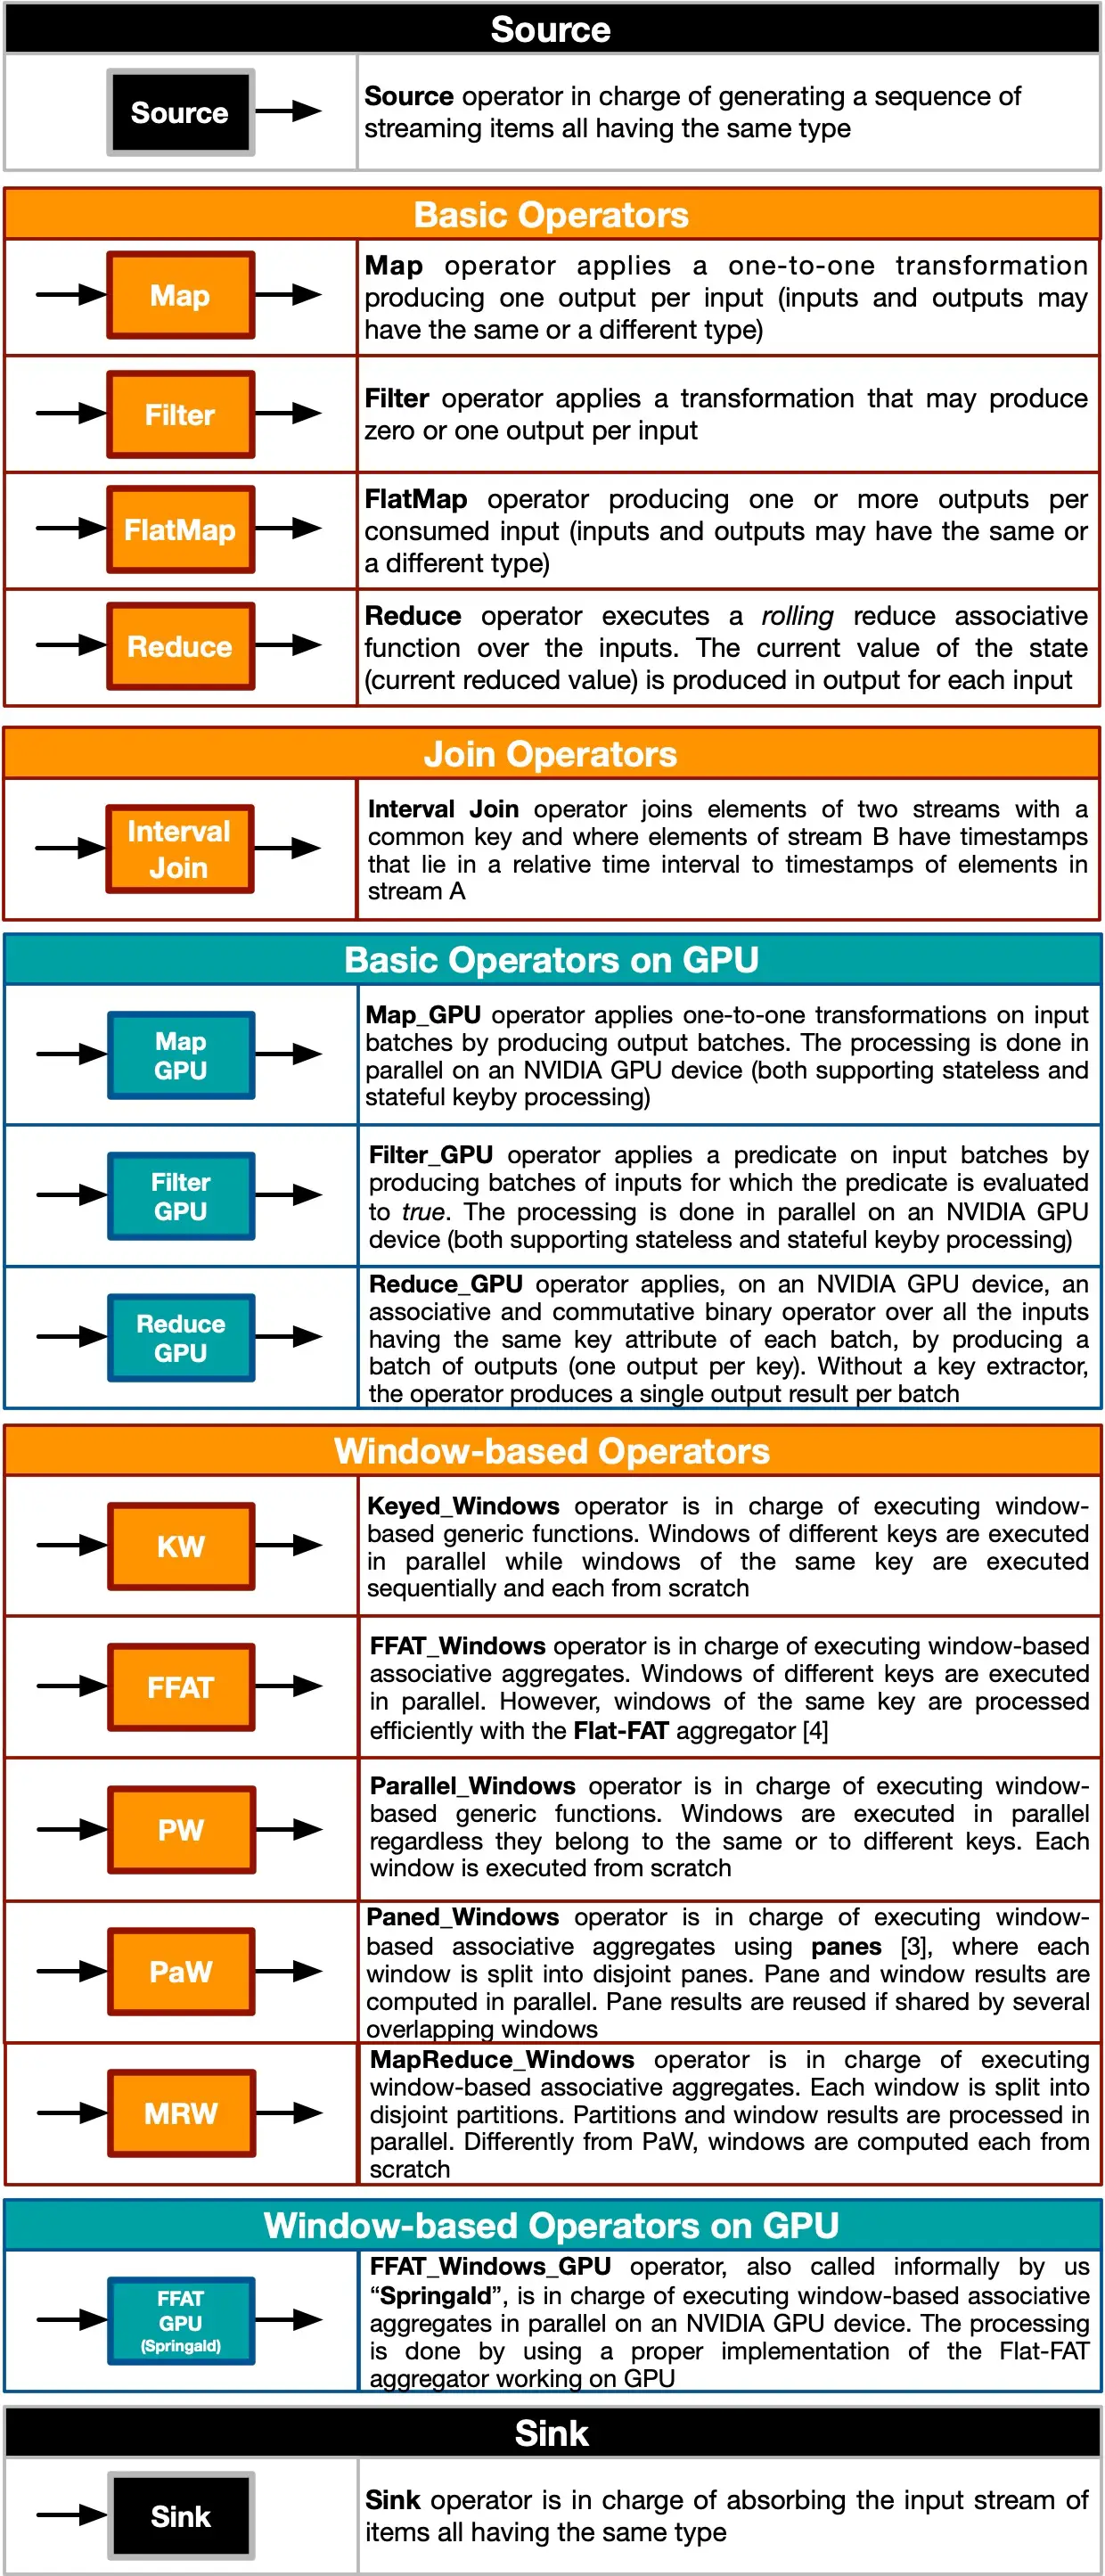 Source
Source
Source operator in charge of generating a sequence of
streaming items all having the same type
Basic Operators
Map
Map operator applies a one-to-one transformation
producing one output per input (inputs and outputs may
have the same or a different type)
Filter
Filter operator applies a transformation that may produce
zero or one output per input
FlatMap
FlatMap operator producing one or more outputs per
consumed input (inputs and outputs may have the same or
a different type)
Reduce
Reduce operator executes a rolling reduce associative
function over the inputs. The current value of the state
(current reduced value) is produced in output for each input
Join Operators
Interval
Join
Interval Join operator joins elements of two streams with a
common key and where elements of stream B have timestamps
that lie in a relative time interval to timestamps of elements in
stream A
Basic Operators on GPU
Map
GPU
Map_GPU operator applies one-to-one transformations on input
batches by producing output batches. The processing is done in
parallel on an NVIDIA GPU device (both supporting stateless and
stateful keyby processing)
Filter
GPU
Filter_GPU operator applies a predicate on input batches by
producing batches of inputs for which the predicate is evaluated
to true. The processing is done in parallel on an NVIDIA GPU
device (both supporting stateless and stateful keyby processing)
Reduce
GPU
Reduce_GPU operator applies, on an NVIDIA GPU device, an
associative and commutative binary operator over all the inputs
having the same key attribute of each batch, by producing a
batch of outputs (one output per key). Without a key extractor,
the operator produces a single output result per batch
Window-based Operators
KW
Keyed_Windows operator is in charge of executing window-
based generic functions. Windows of different keys are executed
in parallel while windows of the same key are executed
sequentially and each from scratch
FFAT
FFAT_Windows operator is in charge of executing window-based
associative aggregates. Windows of different keys are executed
in parallel. However, windows of the same key are processed
efficiently with the Flat-FAT aggregator [4]
PW
Parallel_Windows operator is in charge of executing window-
based generic functions. Windows are executed in parallel
regardless they belong to the same or to different keys. Each
window is executed from scratch
PaW
Paned_Windows operator is in charge of executing window-
based associative aggregates using panes [3], where each
window is split into disjoint panes. Pane and window results are
computed in parallel. Pane results are reused if shared by several
overlapping windows
MRW
MapReduce_Windows operator is in charge of executing
window-based associative aggregates. Each window is split into
disjoint partitions. Partitions and window results are processed in
parallel. Differently from PaW, windows are computed each from
scratch
Window-based Operators on GPU
FFAT
GPU
(Springald)
FFAT_Windows_GPU operator, also called informally by us
“Springald”, is in charge of executing window-based associative
aggregates in parallel on an NVIDIA GPU device. The processing
is done by using a proper implementation of the Flat-FAT
aggregator working on GPU
Sink
Sink
Sink operator is in charge of absorbing the input stream of
items all having the same type